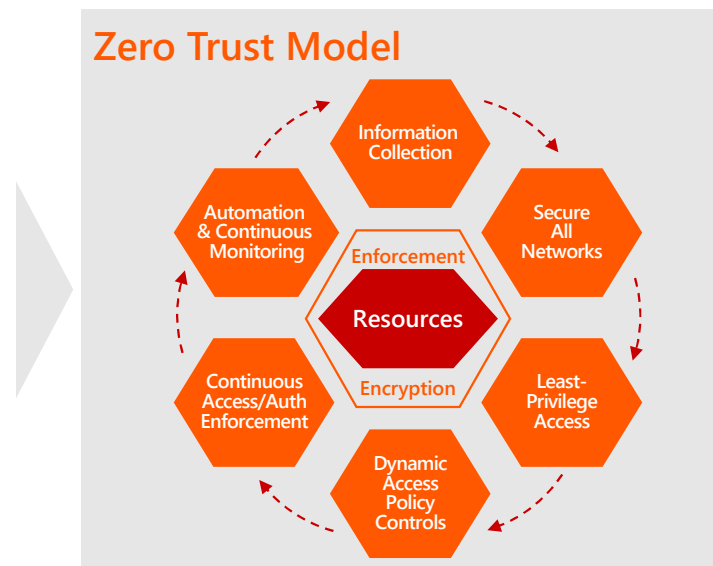 Zero Trust Model
Information
Collection
Secure
All
Networks
Least-
Privilege
Access
Dynamic
Access
Policy
Controls
Continuous
Access/Auth
Enforcement
Automation
& Continuous
Monitoring
Enforcement
Resources
Encryption